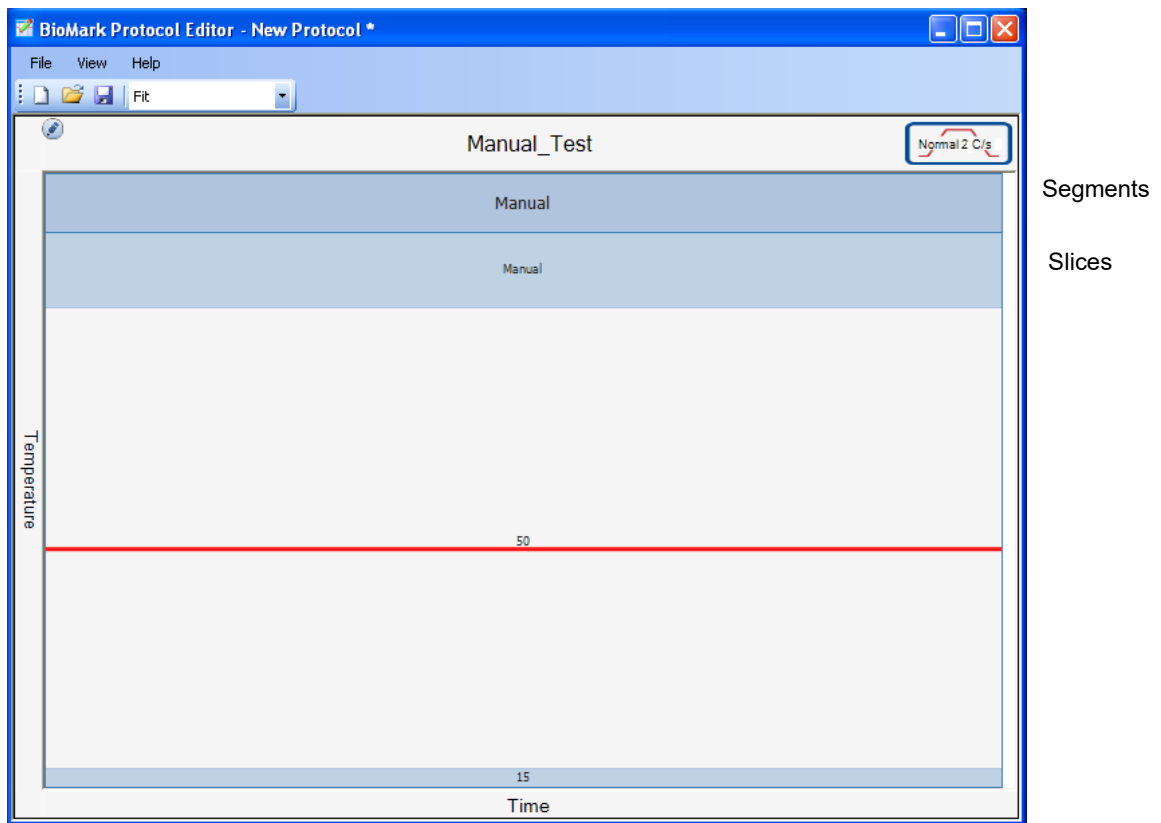 BioMark Protocol Editor - New Protocol *
File View Help
Fit
Manual_Test
Normal 2 C/s
Segments
Manual
Slices
Manual
Temperature
50
15
Time